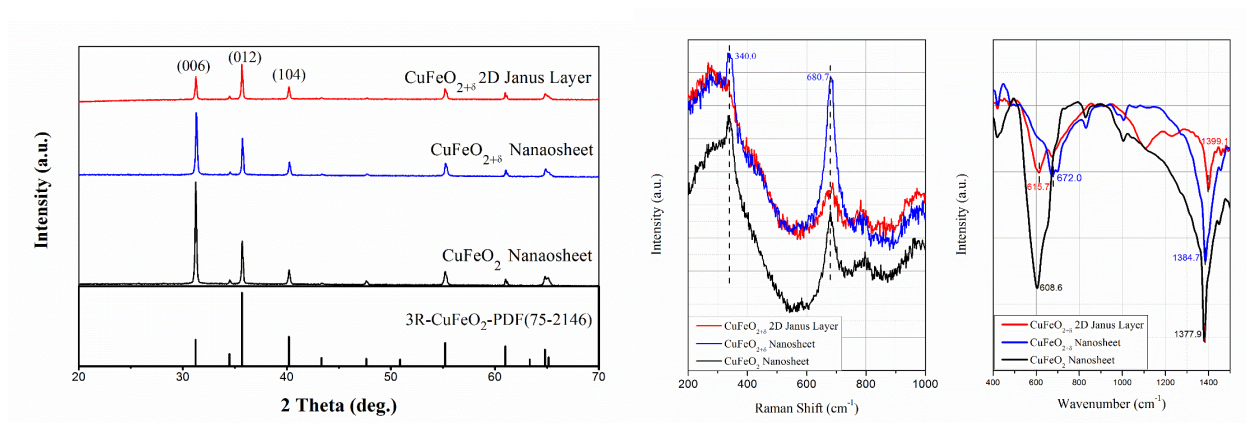 (006)
(012)
(104)
CuFeO2+δ 2D Janus Layer
CuFeO2+δ Nanaosheet
CuFeO2 Nanaosheet
3R-CuFeO2-PDF(75-2146)
Intensity (a.u.)
20 30 40 50 60 70
2 Theta (deg.)
340.0
680.7
Intensity (a.u.)
CuFeO2+δ 2D Janus Layer
CuFeO2+δ Nanosheet
CuFeO2 Nanosheet
200 400 600 800 1000
Raman Shift (cm-1)
1399.1
615.7
672.0
1384.7
608.6
1377.9
Intensity (a.u.)
CuFeO2+δ 2D Janus Layer
CuFeO2+δ Nanosheet
CuFeO2 Nanosheet
400 600 800 1000 1200 1400
Wavenumber (cm-1)